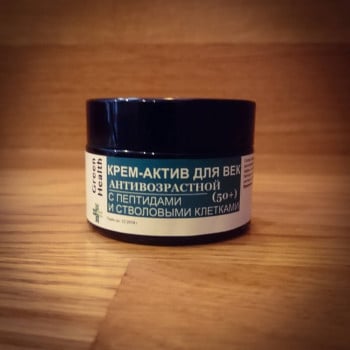 Green
Health
КРЕМ-АКТИВ ДЛЯ ВЕК
АНТИВОЗРАСТНОЙ
(50+)
С ПЕПТИДАМИ
И СТВОЛОВЫМИ КЛЕТКАМИ